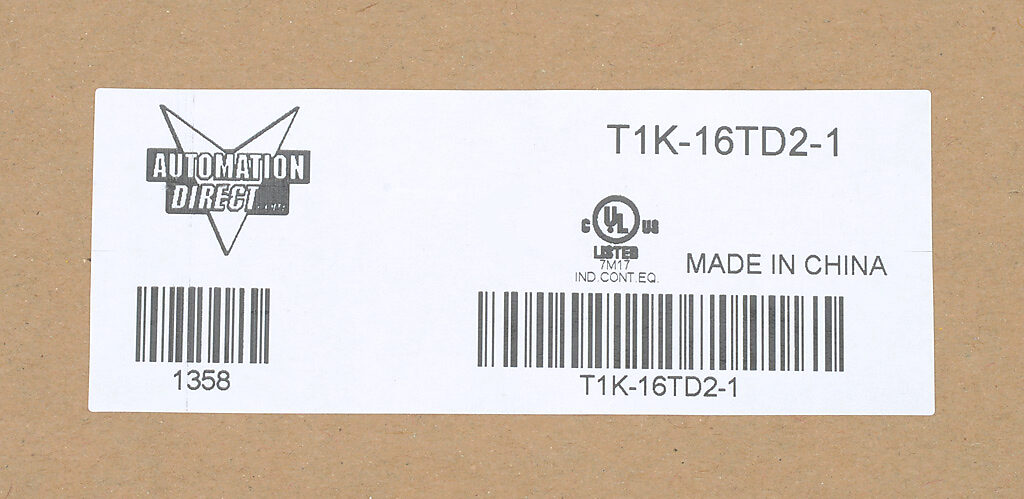 AUTOMATION
DIRECT
T1K-16TD2-1
C UL US
LISTED
7M17
IND.CONT.EQ.
MADE IN CHINA
1358
T1K-16TD2-1